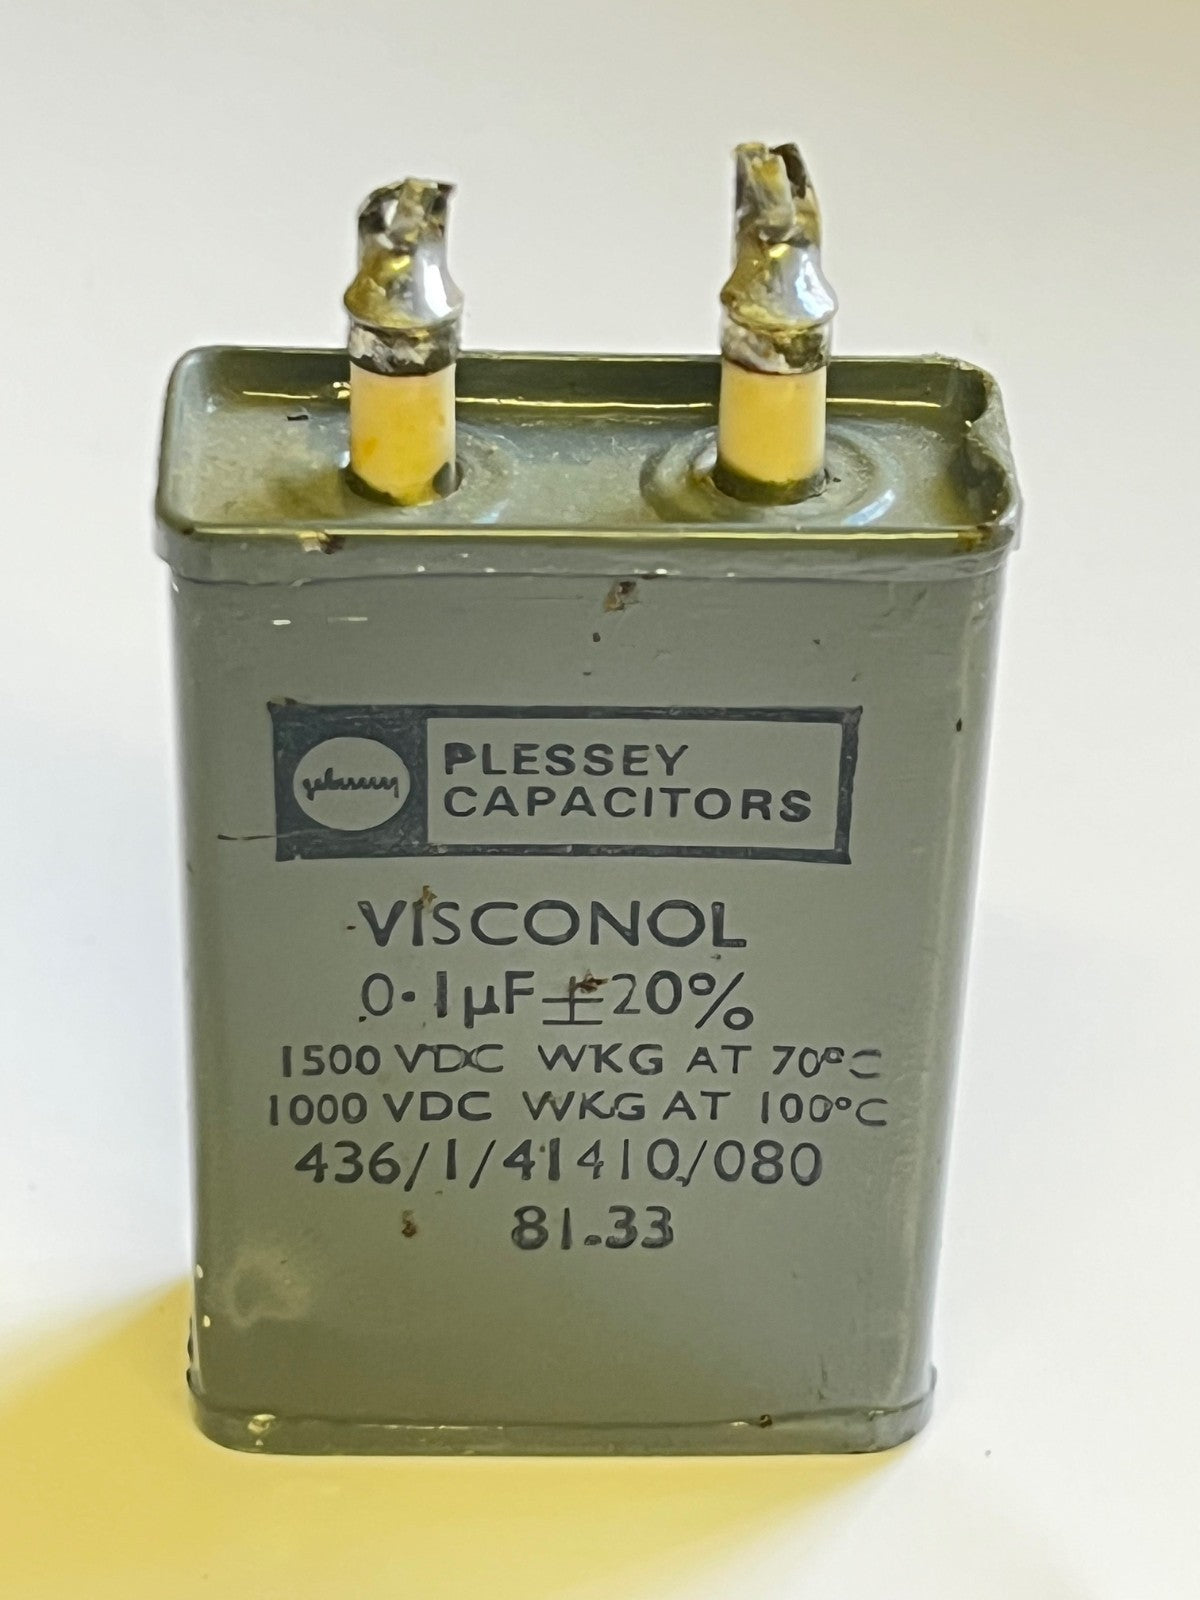 PLESSEY
CAPACITORS
VISCONOL
0.1µF ±20%
1500 VDC WKG AT 70°C
1000 VDC WKG AT 100°C
436/1/41410/080
81.33